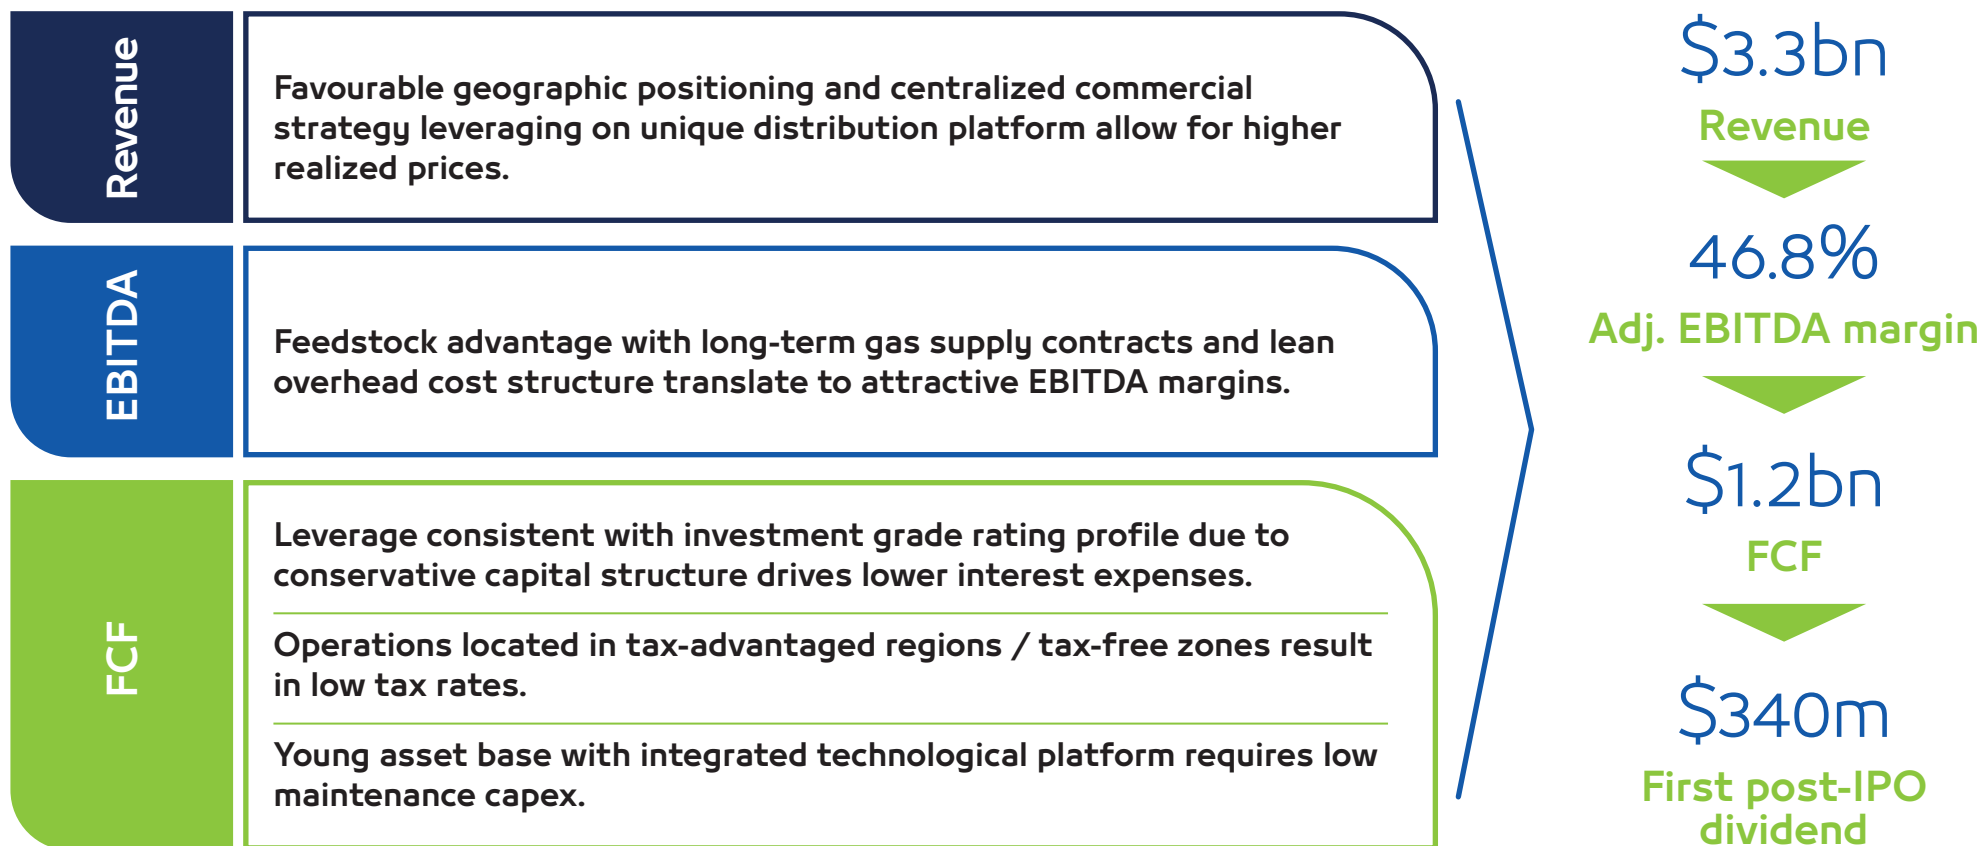 Revenue
Favourable geographic positioning and centralized commercial
strategy leveraging on unique distribution platform allow for higher
realized prices.
EBITDA
Feedstock advantage with long-term gas supply contracts and lean
overhead cost structure translate to attractive EBITDA margins.
FCF
Leverage consistent with investment grade rating profile due to
conservative capital structure drives lower interest expenses.
Operations located in tax-advantaged regions / tax-free zones result
in low tax rates.
Young asset base with integrated technological platform requires low
maintenance capex.
$3.3bn
Revenue
46.8%
Adj. EBITDA margin
$1.2bn
FCF
$340m
First post-IPO
dividend